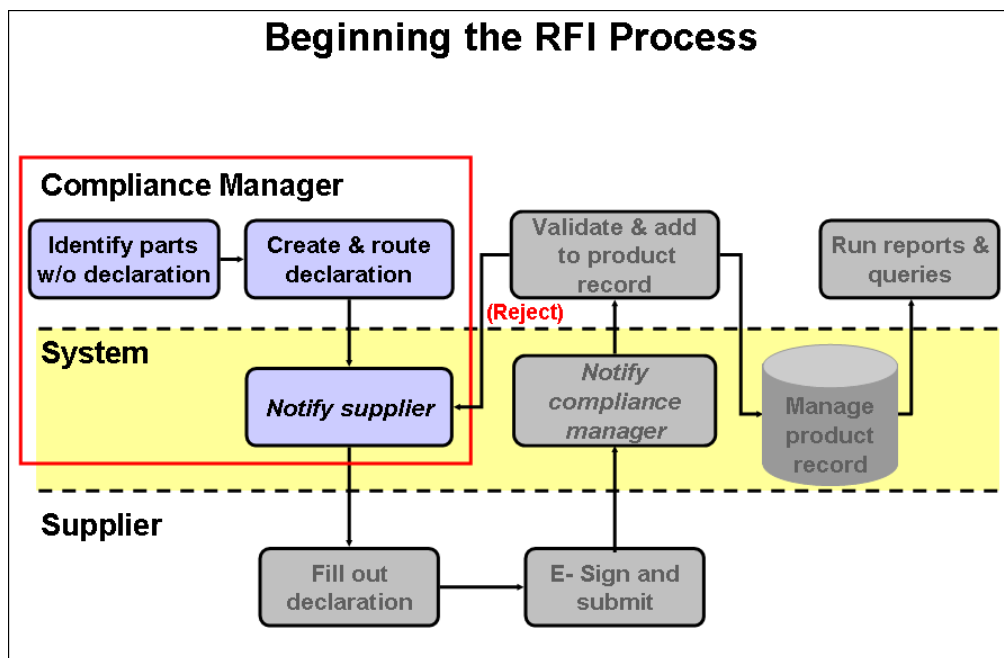 Beginning the RFI Process
Compliance Manager
Identify parts
w/o declaration
Create & route
declaration
Validate & add
to product
record
Run reports &
queries
(Reject)
System
Notify supplier
Notify
compliance
manager
Manage
product
record
Supplier
Fill out
declaration
E- Sign and
submit